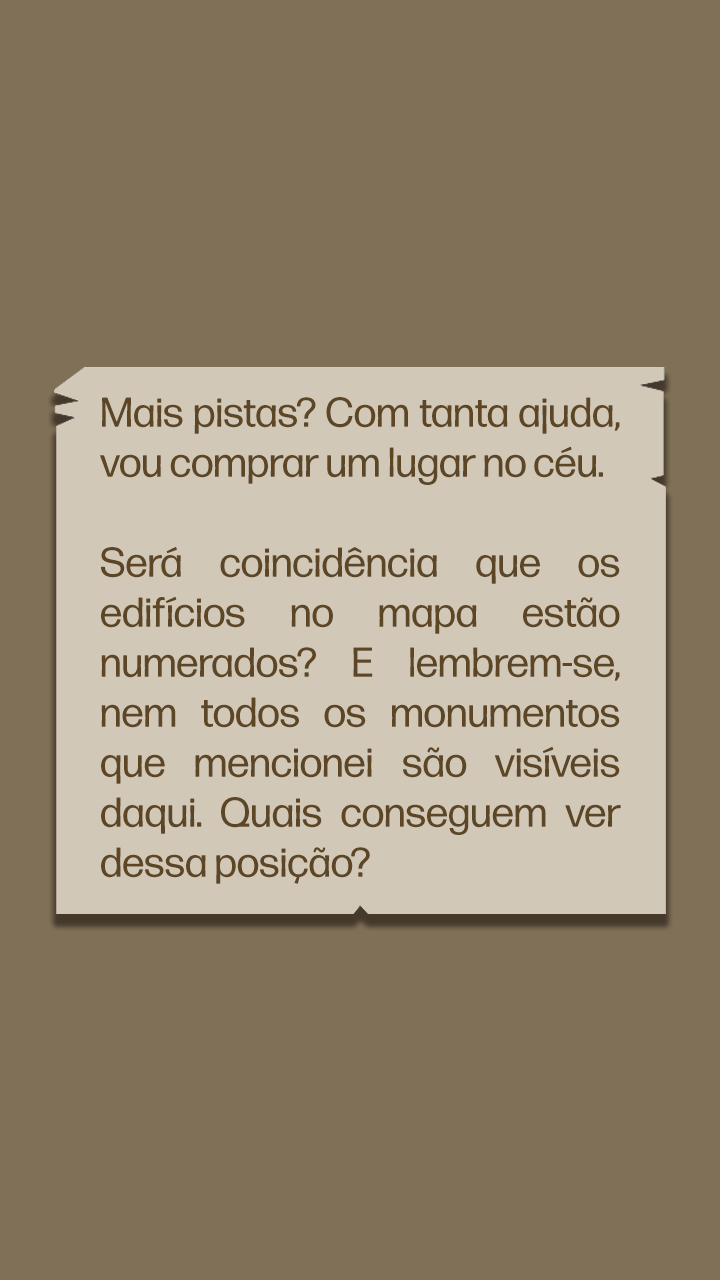 Mais pistas? Com tanta ajuda,
vou comprar um lugar no céu.
Será coincidência que os
edifícios no mapa estão
numerados? E lembrem-se,
nem todos os monumentos
que mencionei são visíveis
daqui. Quais conseguem ver
dessa posição?